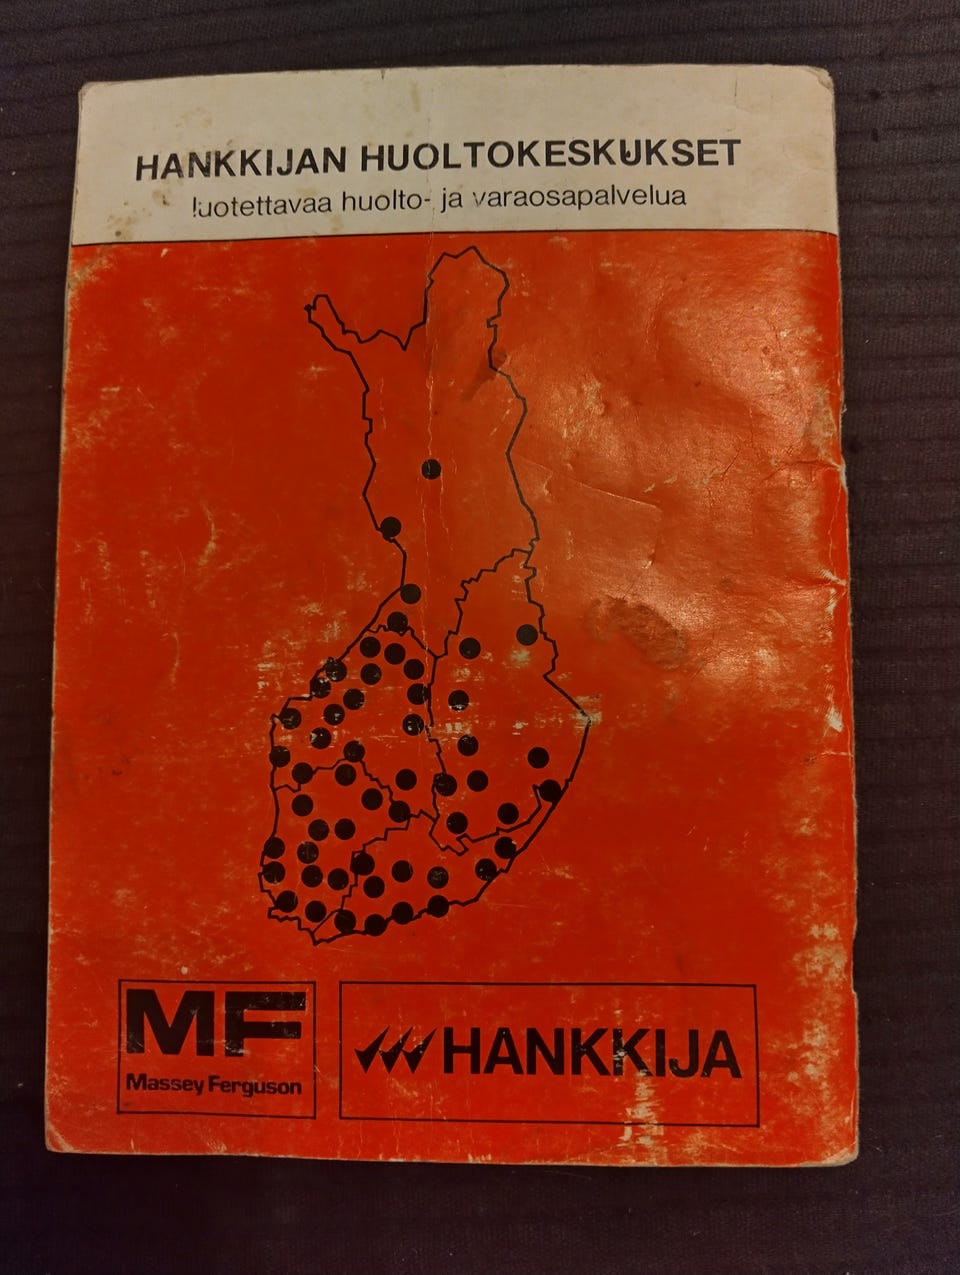 HANKKIJAN HUOLTOKESKUKSET
luotettavaa huolto- ja varaosapalvelua
MF
Massey Ferguson
HANKKIJA